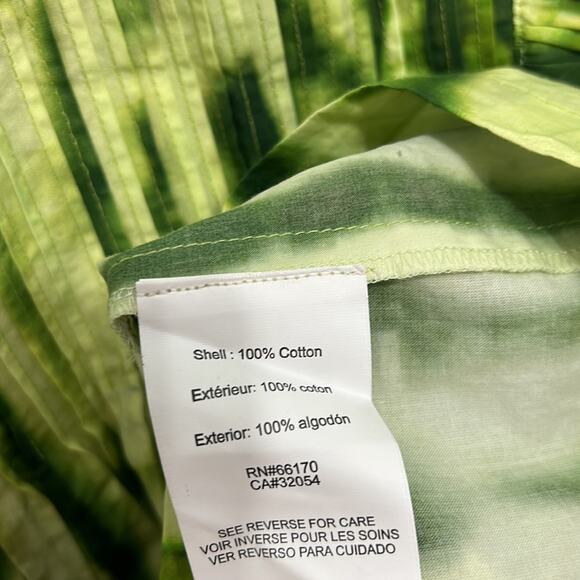 Shell : 100% Cotton
Extérieur: 100% coton
Exterior: 100% algodón
RN#66170
CA#32054
SEE REVERSE FOR CARE
VOIR INVERSE POUR LES SOINS
VER REVERSO PARA CUIDADO